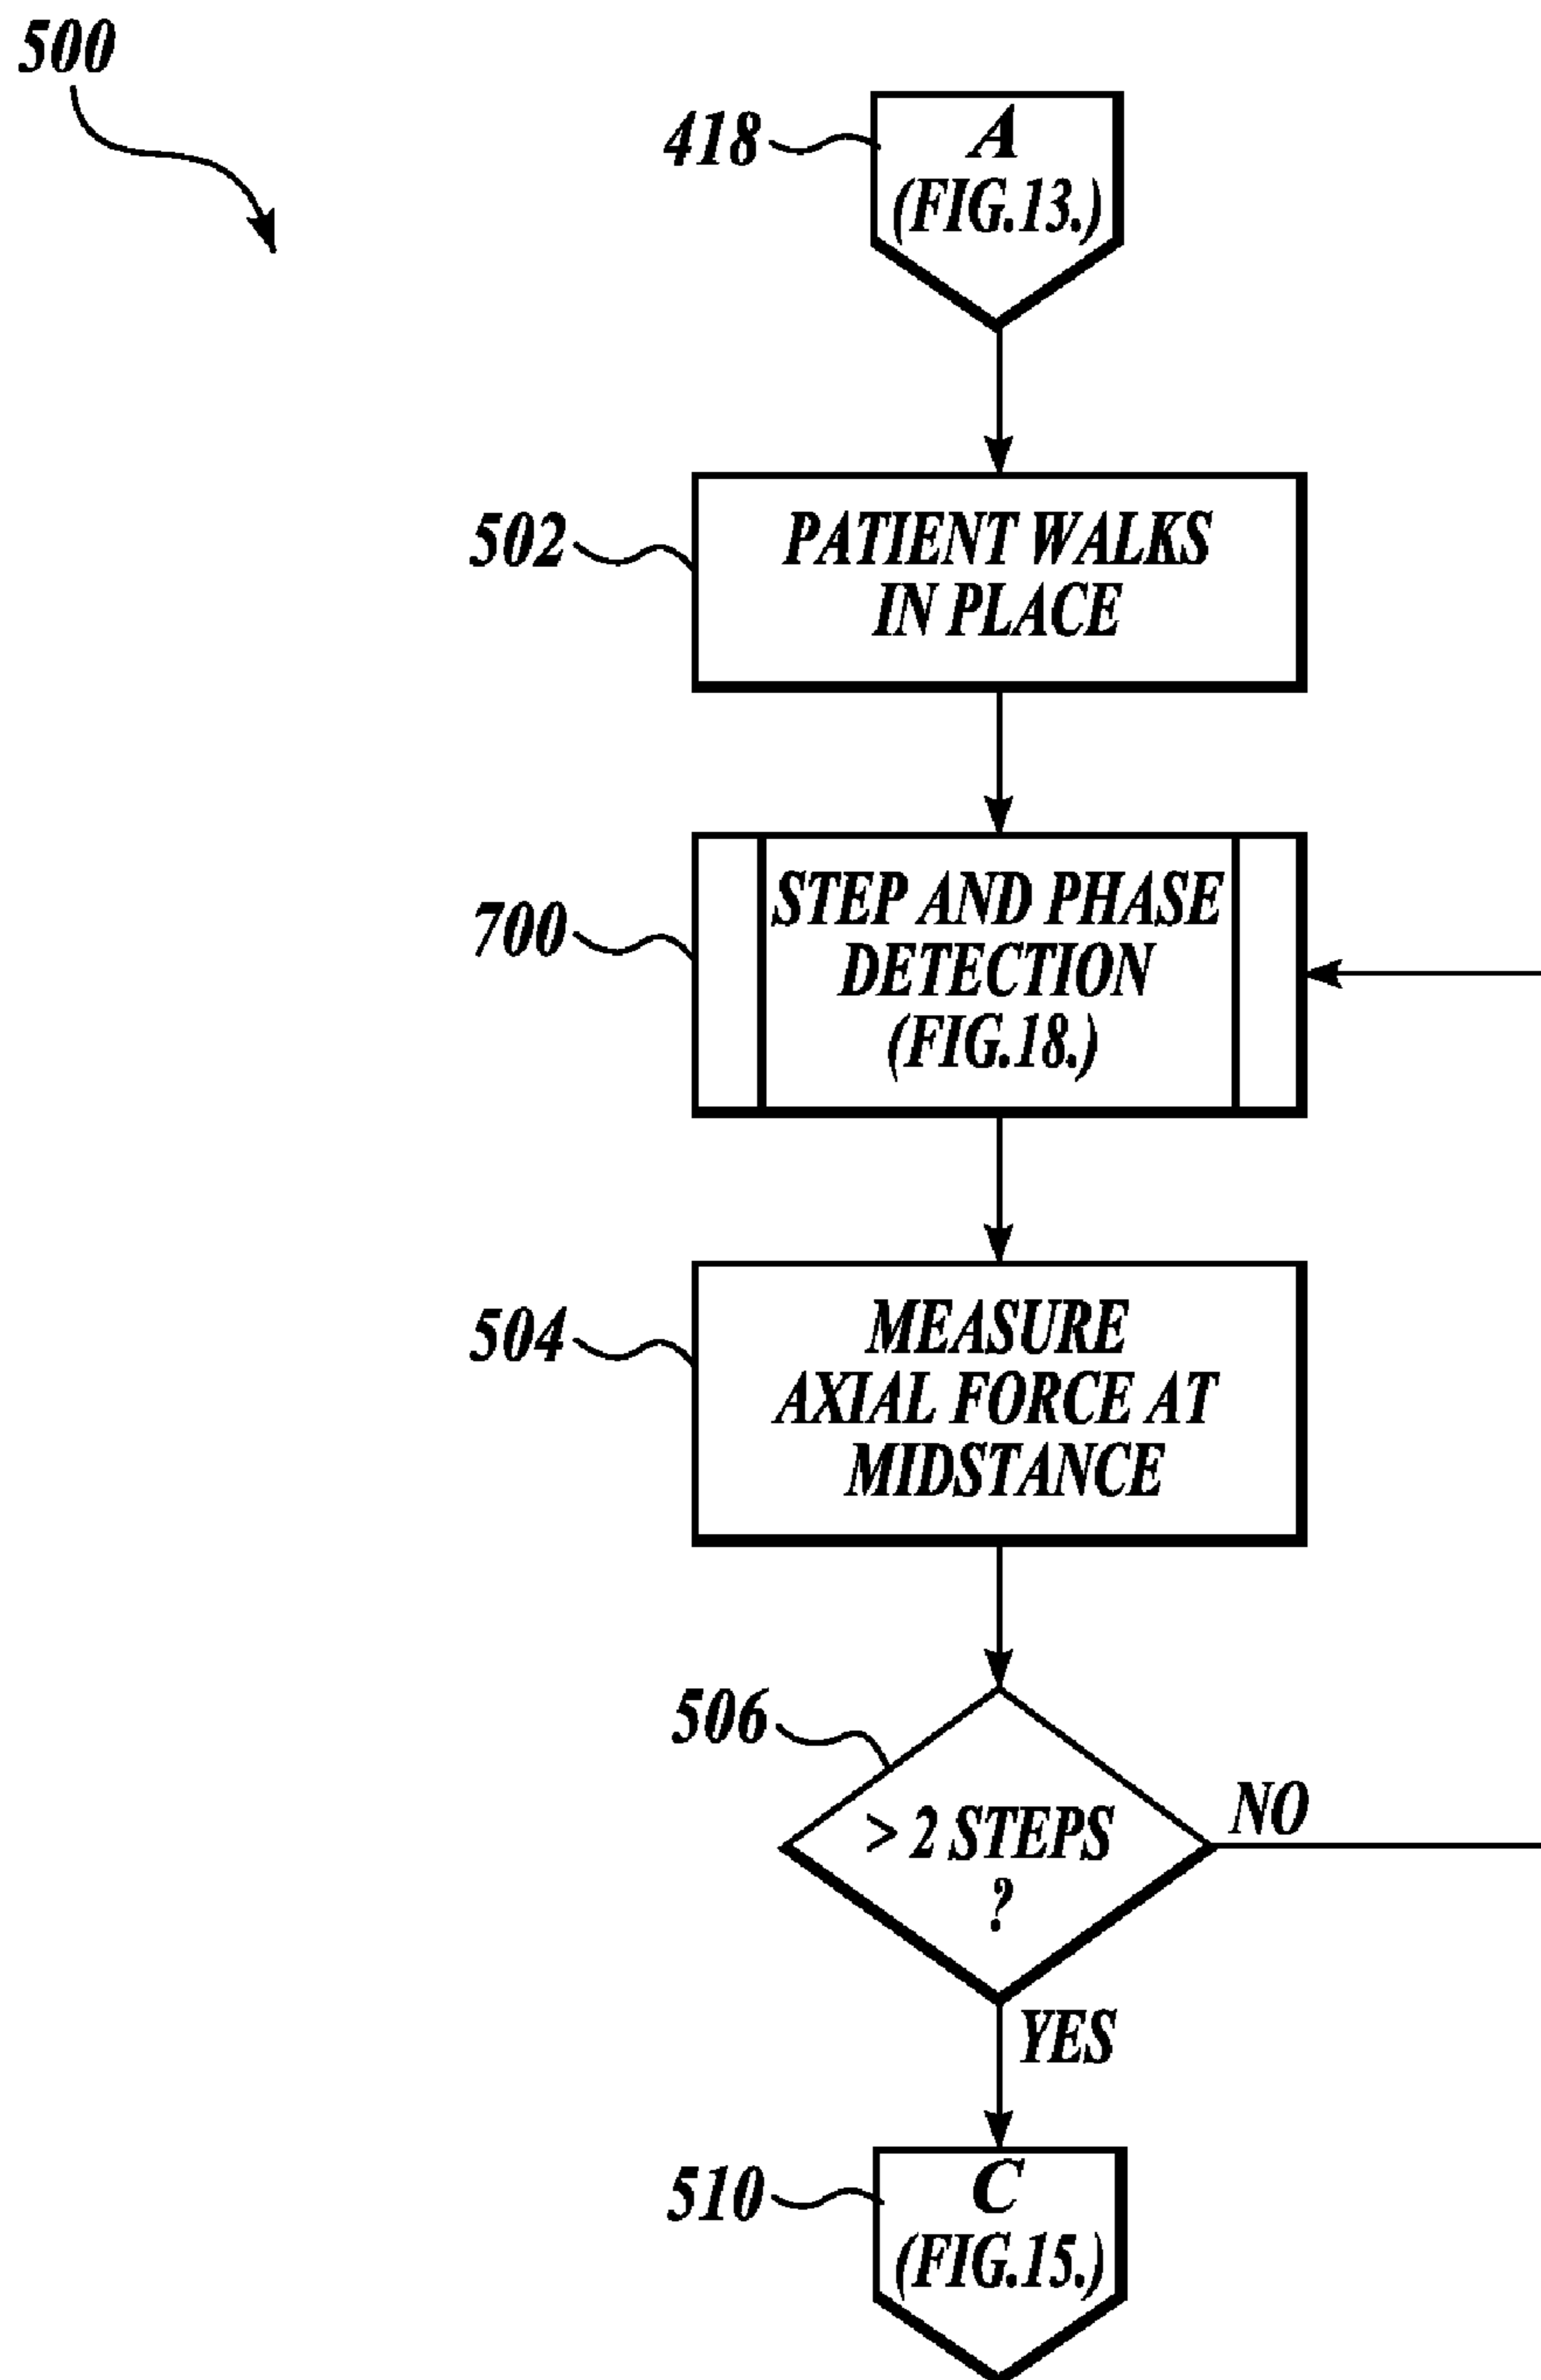 500
418
A
(FIG.13.)
502
PATIENT WALKS
IN PLACE
700
STEP AND PHASE
DETECTION
(FIG.18.)
504
MEASURE
AXIAL FORCE AT
MIDSTANCE
506
> 2 STEPS
?
NO
YES
510
C
(FIG.15.)